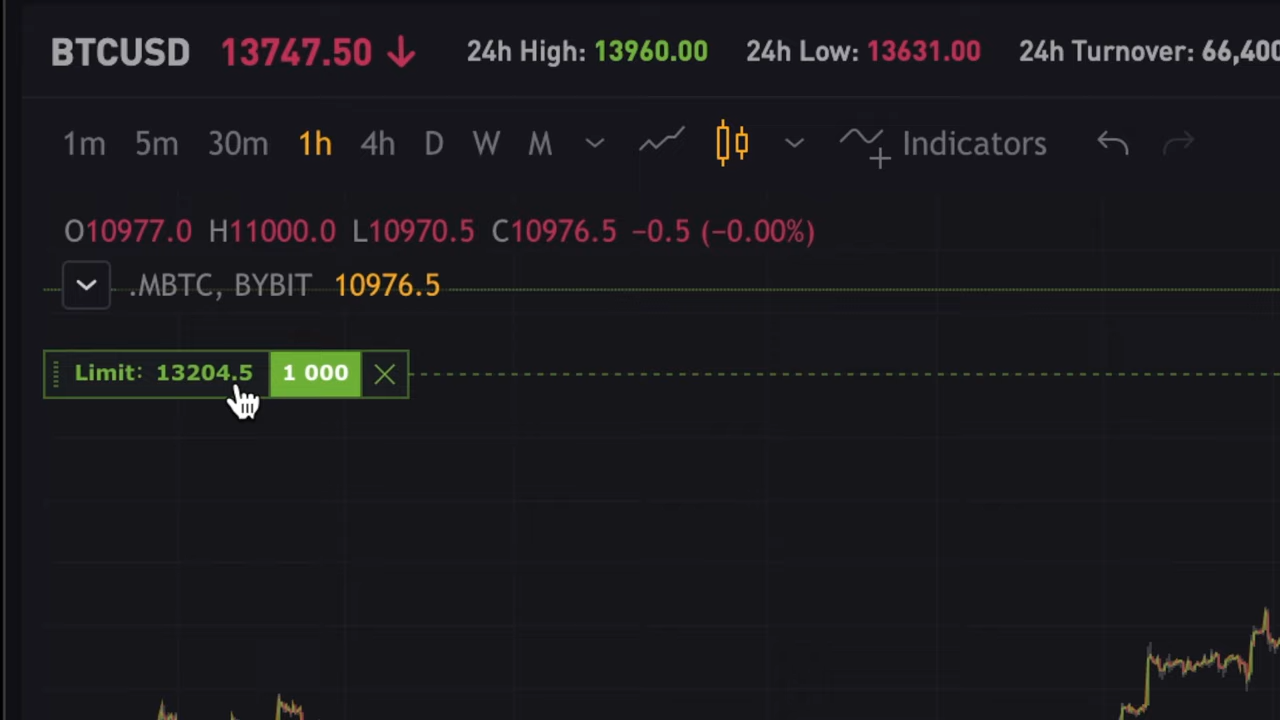 BTCUSD 13747.50 ↓ 24h High: 13960.00 24h Low: 13631.00 24h Turnover: 66,400
1m 5m 30m 1h 4h D W M Indicators
O10977.0 H11000.0 L10970.5 C10976.5 −0.5 (−0.00%)
.MBTC, BYBIT 10976.5
Limit: 13204.5 1 000